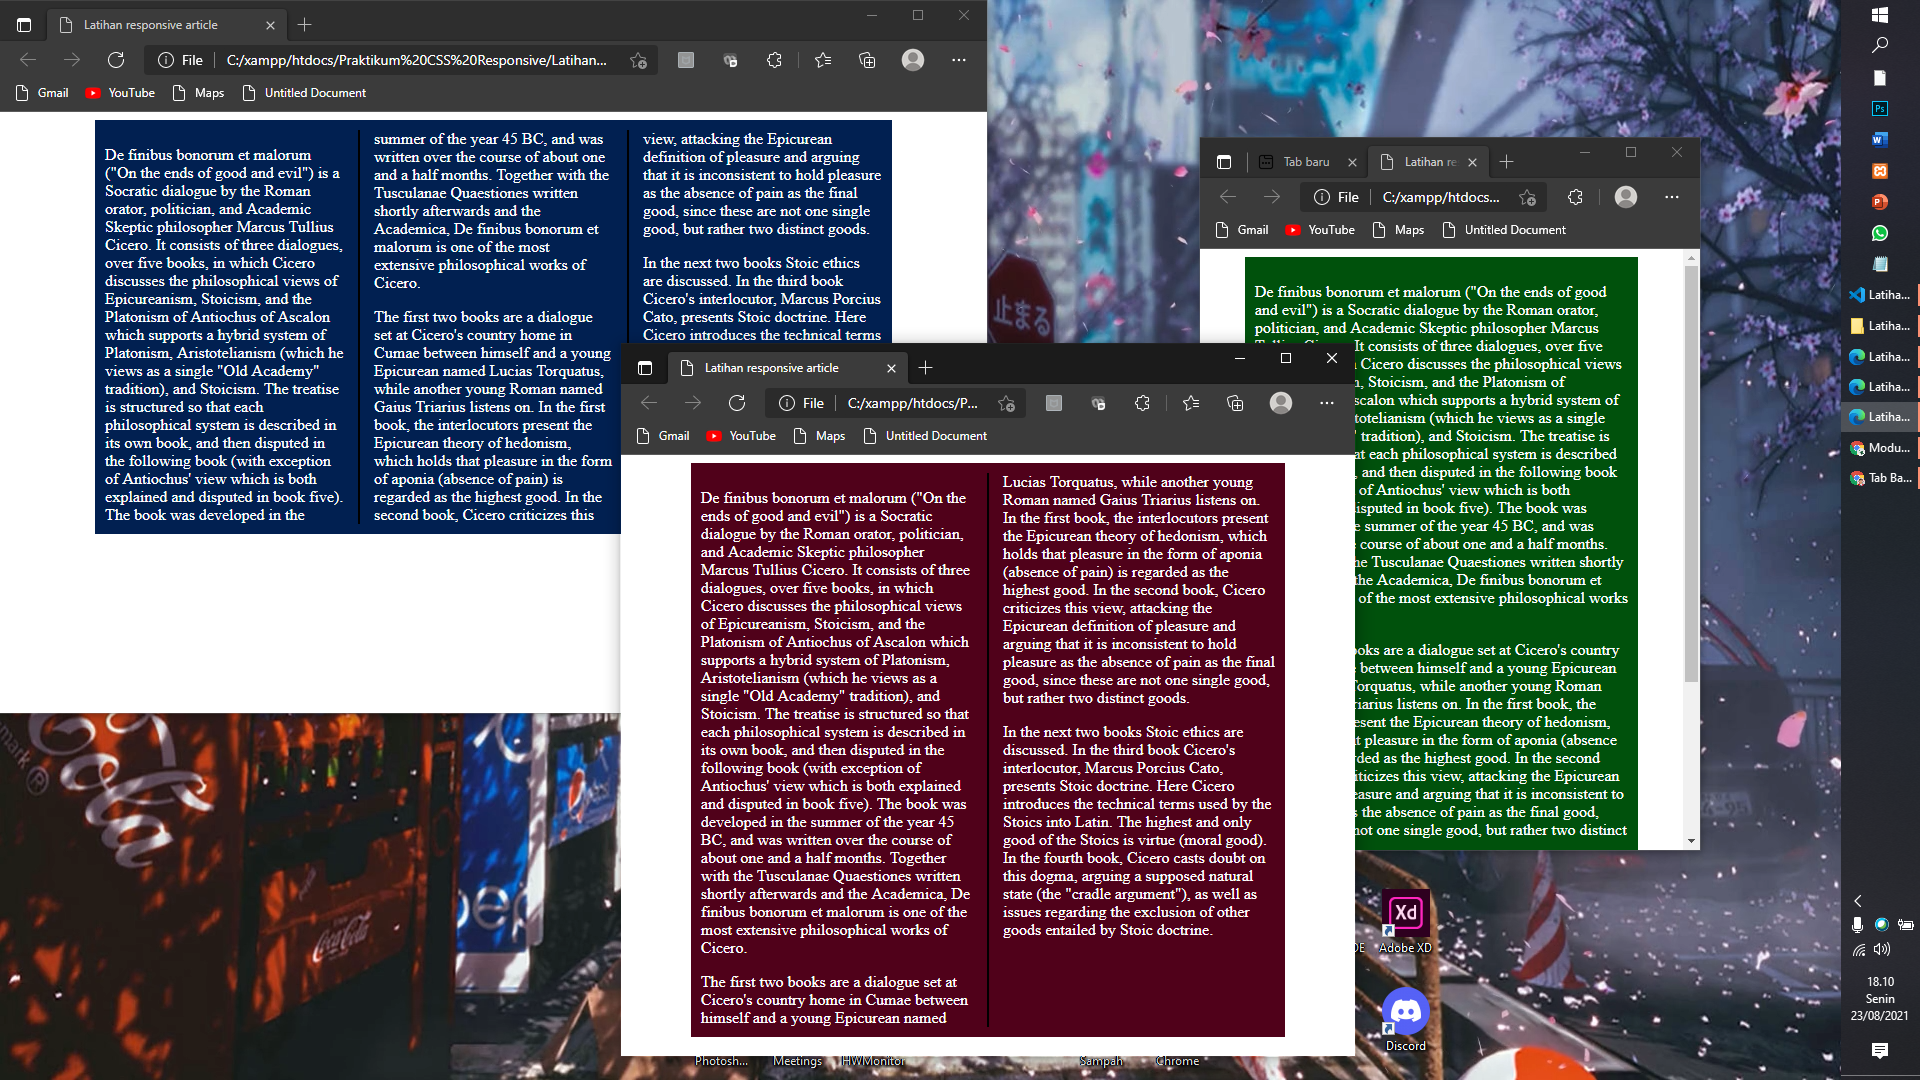 Latihan responsive article
File
C:/xampp/htdocs/Praktikum%20CSS%20Responsive/Latihan...
Gmail
YouTube
Maps
Untitled Document
De finibus bonorum et malorum
("On the ends of good and evil") is a
Socratic dialogue by the Roman
orator, politician, and Academic
Skeptic philosopher Marcus Tullius
Cicero. It consists of three dialogues,
over five books, in which Cicero
discusses the philosophical views of
Epicureanism, Stoicism, and the
Platonism of Antiochus of Ascalon
which supports a hybrid system of
Platonism, Aristotelianism (which he
views as a single "Old Academy"
tradition), and Stoicism. The treatise
is structured so that each
philosophical system is described in
its own book, and then disputed in
the following book (with exception
of Antiochus' view which is both
explained and disputed in book five).
The book was developed in the
summer of the year 45 BC, and was
written over the course of about one
and a half months. Together with the
Tusculanae Quaestiones written
shortly afterwards and the
Academica, De finibus bonorum et
malorum is one of the most
extensive philosophical works of
Cicero.
The first two books are a dialogue
set at Cicero's country home in
Cumae between himself and a young
Epicurean named Lucias Torquatus,
while another young Roman named
Gaius Triarius listens on. In the first
book, the interlocutors present the
Epicurean theory of hedonism,
which holds that pleasure in the form
of aponia (absence of pain) is
regarded as the highest good. In the
second book, Cicero criticizes this
view, attacking the Epicurean
definition of pleasure and arguing
that it is inconsistent to hold pleasure
as the absence of pain as the final
good, since these are not one single
good, but rather two distinct goods.
In the next two books Stoic ethics
are discussed. In the third book
Cicero's interlocutor, Marcus Porcius
Cato, presents Stoic doctrine. Here
Cicero introduces the technical terms
Latihan responsive article
File
C:/xampp/htdocs/P...
Gmail
YouTube
Maps
Untitled Document
De finibus bonorum et malorum ("On the
ends of good and evil") is a Socratic
dialogue by the Roman orator, politician,
and Academic Skeptic philosopher
Marcus Tullius Cicero. It consists of three
dialogues, over five books, in which
Cicero discusses the philosophical views
of Epicureanism, Stoicism, and the
Platonism of Antiochus of Ascalon which
supports a hybrid system of Platonism,
Aristotelianism (which he views as a
single "Old Academy" tradition), and
Stoicism. The treatise is structured so that
each philosophical system is described in
its own book, and then disputed in the
following book (with exception of
Antiochus' view which is both explained
and disputed in book five). The book was
developed in the summer of the year 45
BC, and was written over the course of
about one and a half months. Together
with the Tusculanae Quaestiones written
shortly afterwards and the Academica, De
finibus bonorum et malorum is one of the
most extensive philosophical works of
Cicero.
The first two books are a dialogue set at
Cicero's country home in Cumae between
himself and a young Epicurean named
Lucias Torquatus, while another young
Roman named Gaius Triarius listens on.
In the first book, the interlocutors present
the Epicurean theory of hedonism, which
holds that pleasure in the form of aponia
(absence of pain) is regarded as the
highest good. In the second book, Cicero
criticizes this view, attacking the
Epicurean definition of pleasure and
arguing that it is inconsistent to hold
pleasure as the absence of pain as the final
good, since these are not one single good,
but rather two distinct goods.
In the next two books Stoic ethics are
discussed. In the third book Cicero's
interlocutor, Marcus Porcius Cato,
presents Stoic doctrine. Here Cicero
introduces the technical terms used by the
Stoics into Latin. The highest and only
good of the Stoics is virtue (moral good).
In the fourth book, Cicero casts doubt on
this dogma, arguing a supposed natural
state (the "cradle argument"), as well as
issues regarding the exclusion of other
goods entailed by Stoic doctrine.
Tab baru
Latihan re
File
C:/xampp/htdocs...
Gmail
YouTube
Maps
Untitled Document
De finibus bonorum et malorum ("On the ends of good
and evil") is a Socratic dialogue by the Roman orator,
politician, and Academic Skeptic philosopher Marcus
It consists of three dialogues, over five
Cicero discusses the philosophical views
, Stoicism, and the Platonism of
scalon which supports a hybrid system of
totelianism (which he views as a single
' tradition), and Stoicism. The treatise is
at each philosophical system is described
, and then disputed in the following book
of Antiochus' view which is both
isputed in book five). The book was
e summer of the year 45 BC, and was
course of about one and a half months.
ne Tusculanae Quaestiones written shortly
the Academica, De finibus bonorum et
of the most extensive philosophical works
oks are a dialogue set at Cicero's country
between himself and a young Epicurean
orquatus, while another young Roman
riarius listens on. In the first book, the
esent the Epicurean theory of hedonism,
t pleasure in the form of aponia (absence
rded as the highest good. In the second
iticizes this view, attacking the Epicurean
easure and arguing that it is inconsistent to
s the absence of pain as the final good,
not one single good, but rather two distinct
止まる
Coca-Cola
pepsi
Photosh...
Meetings
HWMonitor
Sampah
Chrome
DE
Xd
Adobe XD
Discord
Ps
Latiha...
Latiha...
Latiha...
Latiha...
Latiha...
Modu...
Tab Ba...
18.10
Senin
23/08/2021